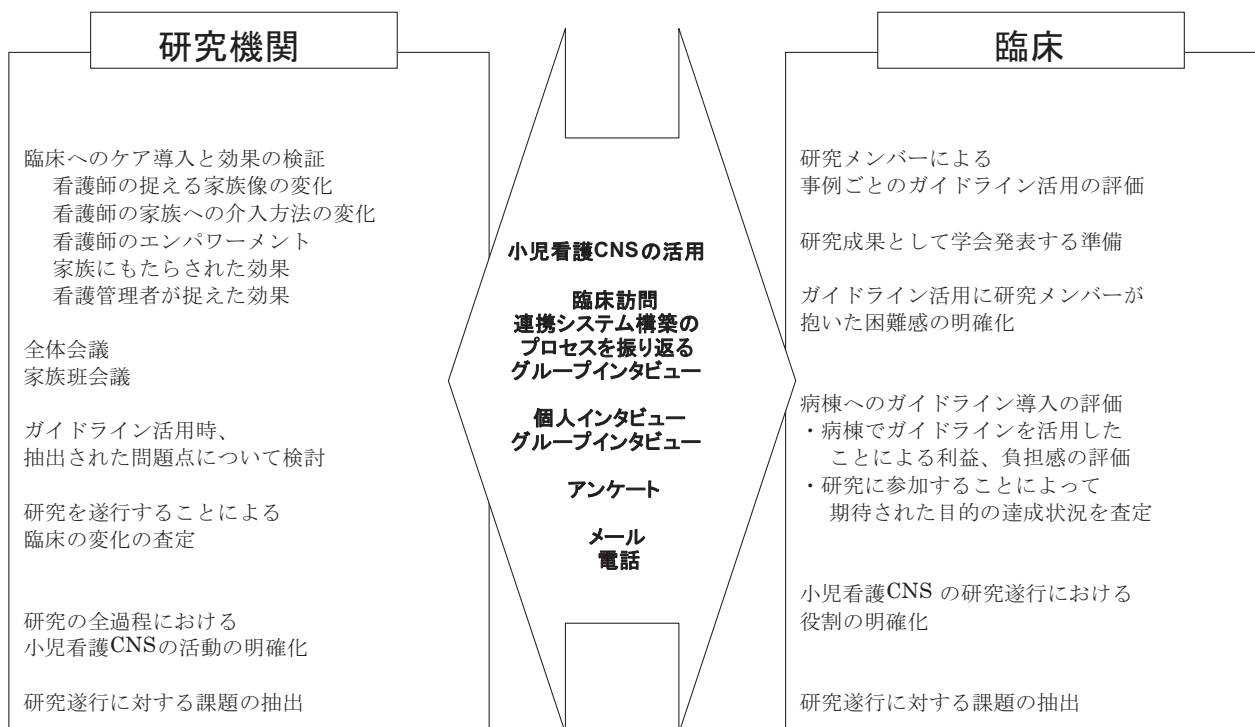 研究機関
臨床へのケア導入と効果の検証
看護師の捉える家族像の変化
看護師の家族への介入方法の変化
看護師のエンパワーメント
家族にもたらされた効果
看護管理者が捉えた効果
全体会議
家族班会議
ガイドライン活用時、
抽出された問題点について検討
研究を遂行することによる
臨床の変化の査定
研究の全過程における
小児看護CNSの活動の明確化
研究遂行に対する課題の抽出
小児看護CNSの活用
臨床訪問
連携システム構築の
プロセスを振り返る
グループインタビュー
個人インタビュー
グループインタビュー
アンケート
メール
電話
臨床
研究メンバーによる
事例ごとのガイドライン活用の評価
研究成果として学会発表する準備
ガイドライン活用に研究メンバーが
抱いた困難感の明確化
病棟へのガイドライン導入の評価
・病棟でガイドラインを活用した
ことによる利益、負担感の評価
・研究に参加することによって
期待された目的の達成状況を査定
小児看護CNS の研究遂行における
役割の明確化
研究遂行に対する課題の抽出